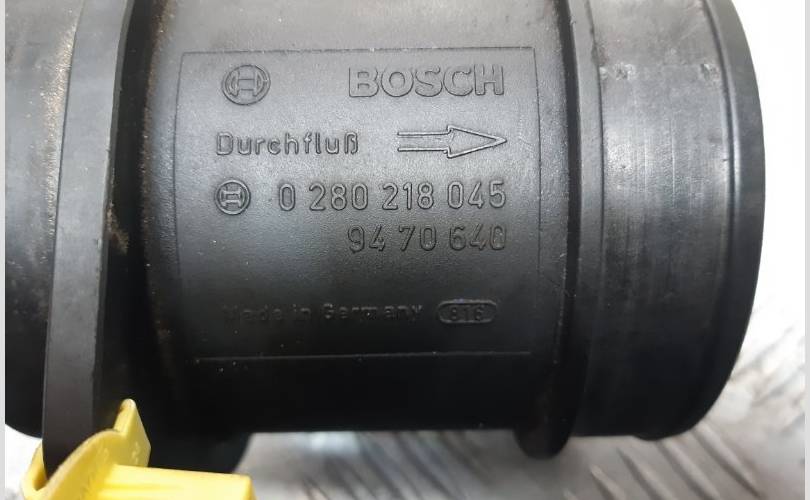 BOSCH
Durchfluß
0 280 218 045
94 70 640
Made in Germany 816